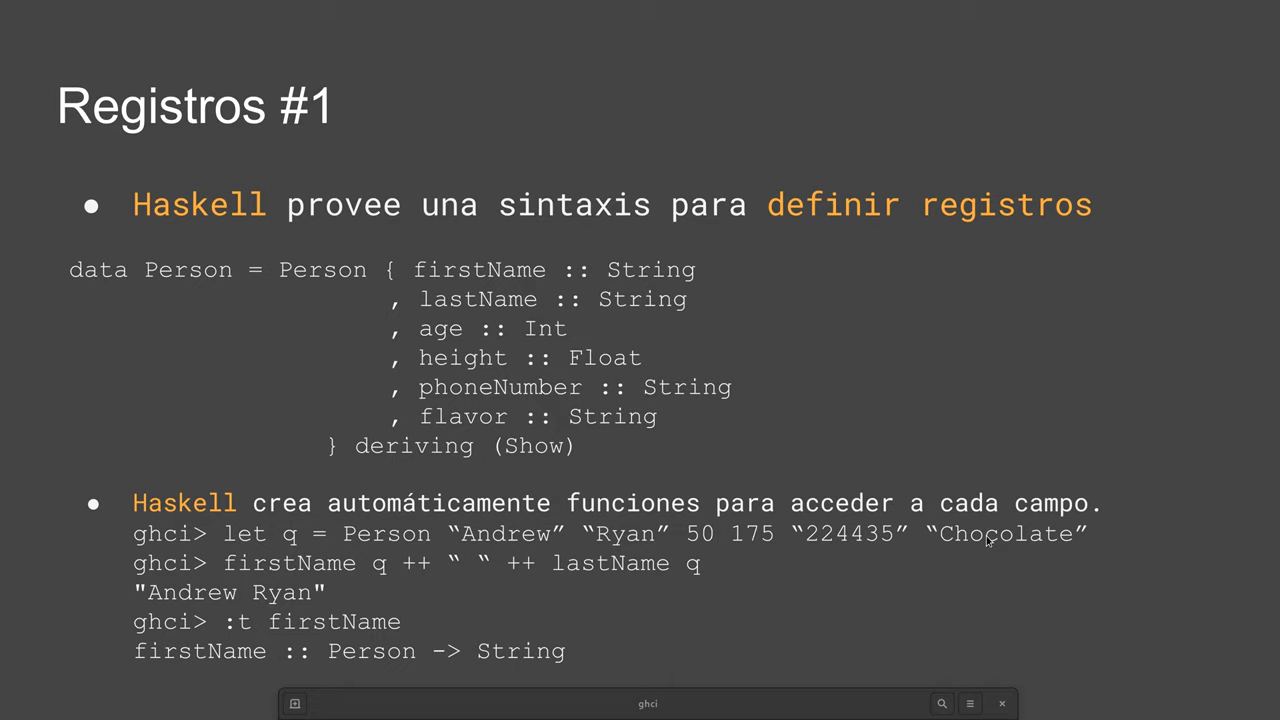 Registros #1
● Haskell provee una sintaxis para definir registros
data Person = Person { firstName :: String
, lastName :: String
, age :: Int
, height :: Float
, phoneNumber :: String
, flavor :: String
} deriving (Show)
● Haskell crea automáticamente funciones para acceder a cada campo.
ghci> let q = Person “Andrew” “Ryan” 50 175 “224435” “Chocolate”
ghci> firstName q ++ “ “ ++ lastName q
"Andrew Ryan"
ghci> :t firstName
firstName :: Person -> String
ghci